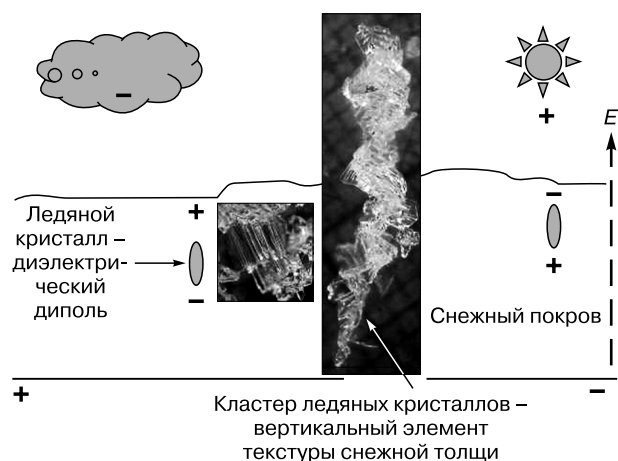 –
+
E
–
+
–
+
–
+
Ледяной
кристалл –
диэлектри-
ческий
диполь
Снежный покров
+
–
Кластер ледяных кристаллов –
вертикальный элемент
текстуры снежной толщи